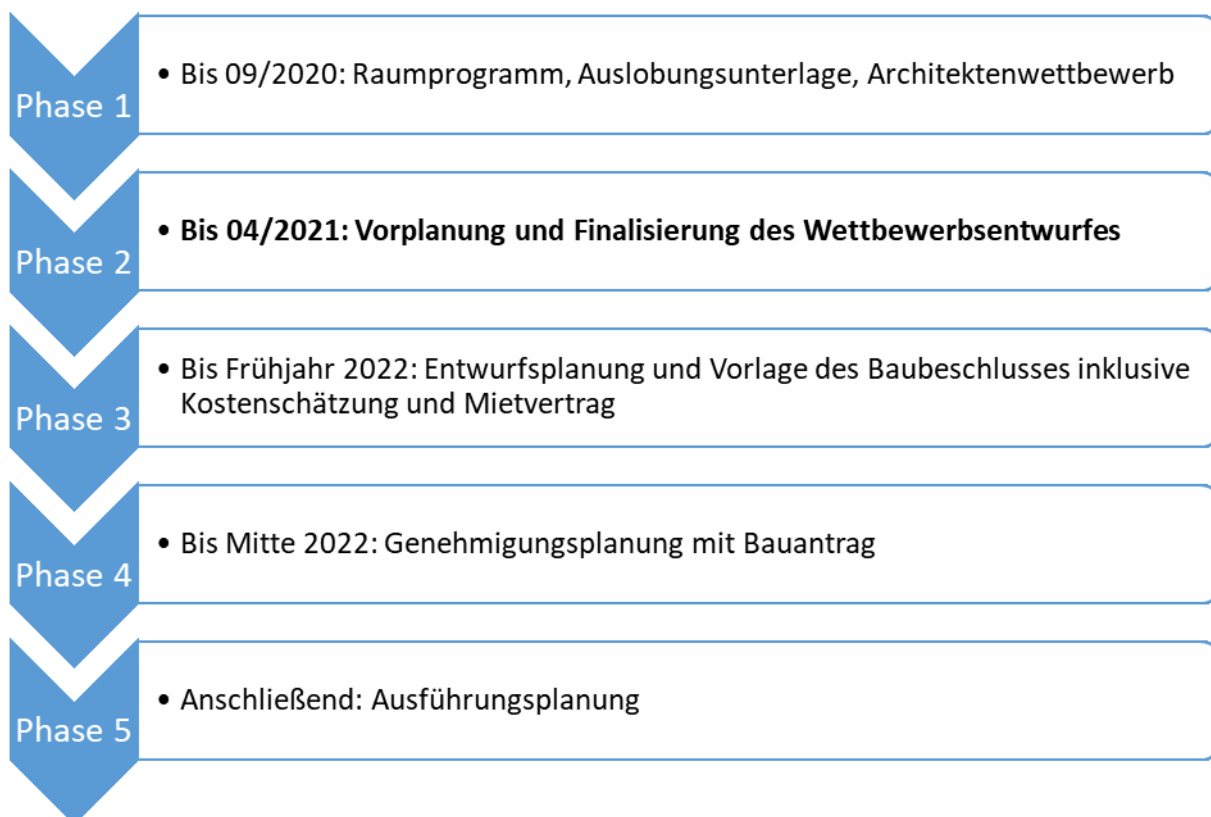 Phase 1
• Bis 09/2020: Raumprogramm, Auslobungsunterlage, Architektenwettbewerb
Phase 2
• Bis 04/2021: Vorplanung und Finalisierung des Wettbewerbsentwurfes
Phase 3
• Bis Frühjahr 2022: Entwurfsplanung und Vorlage des Baubeschlusses inklusive
Kostenschätzung und Mietvertrag
Phase 4
• Bis Mitte 2022: Genehmigungsplanung mit Bauantrag
Phase 5
• Anschließend: Ausführungsplanung